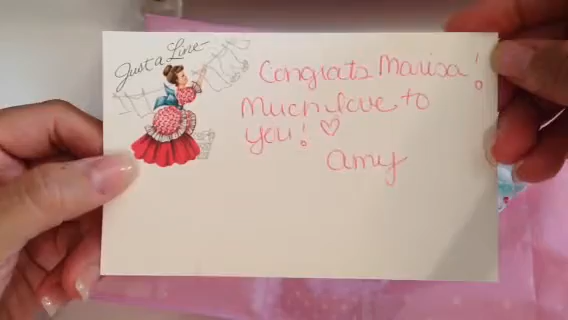 Just a Line
Congrats Marisa!
Much love to
you! ♡
Amy